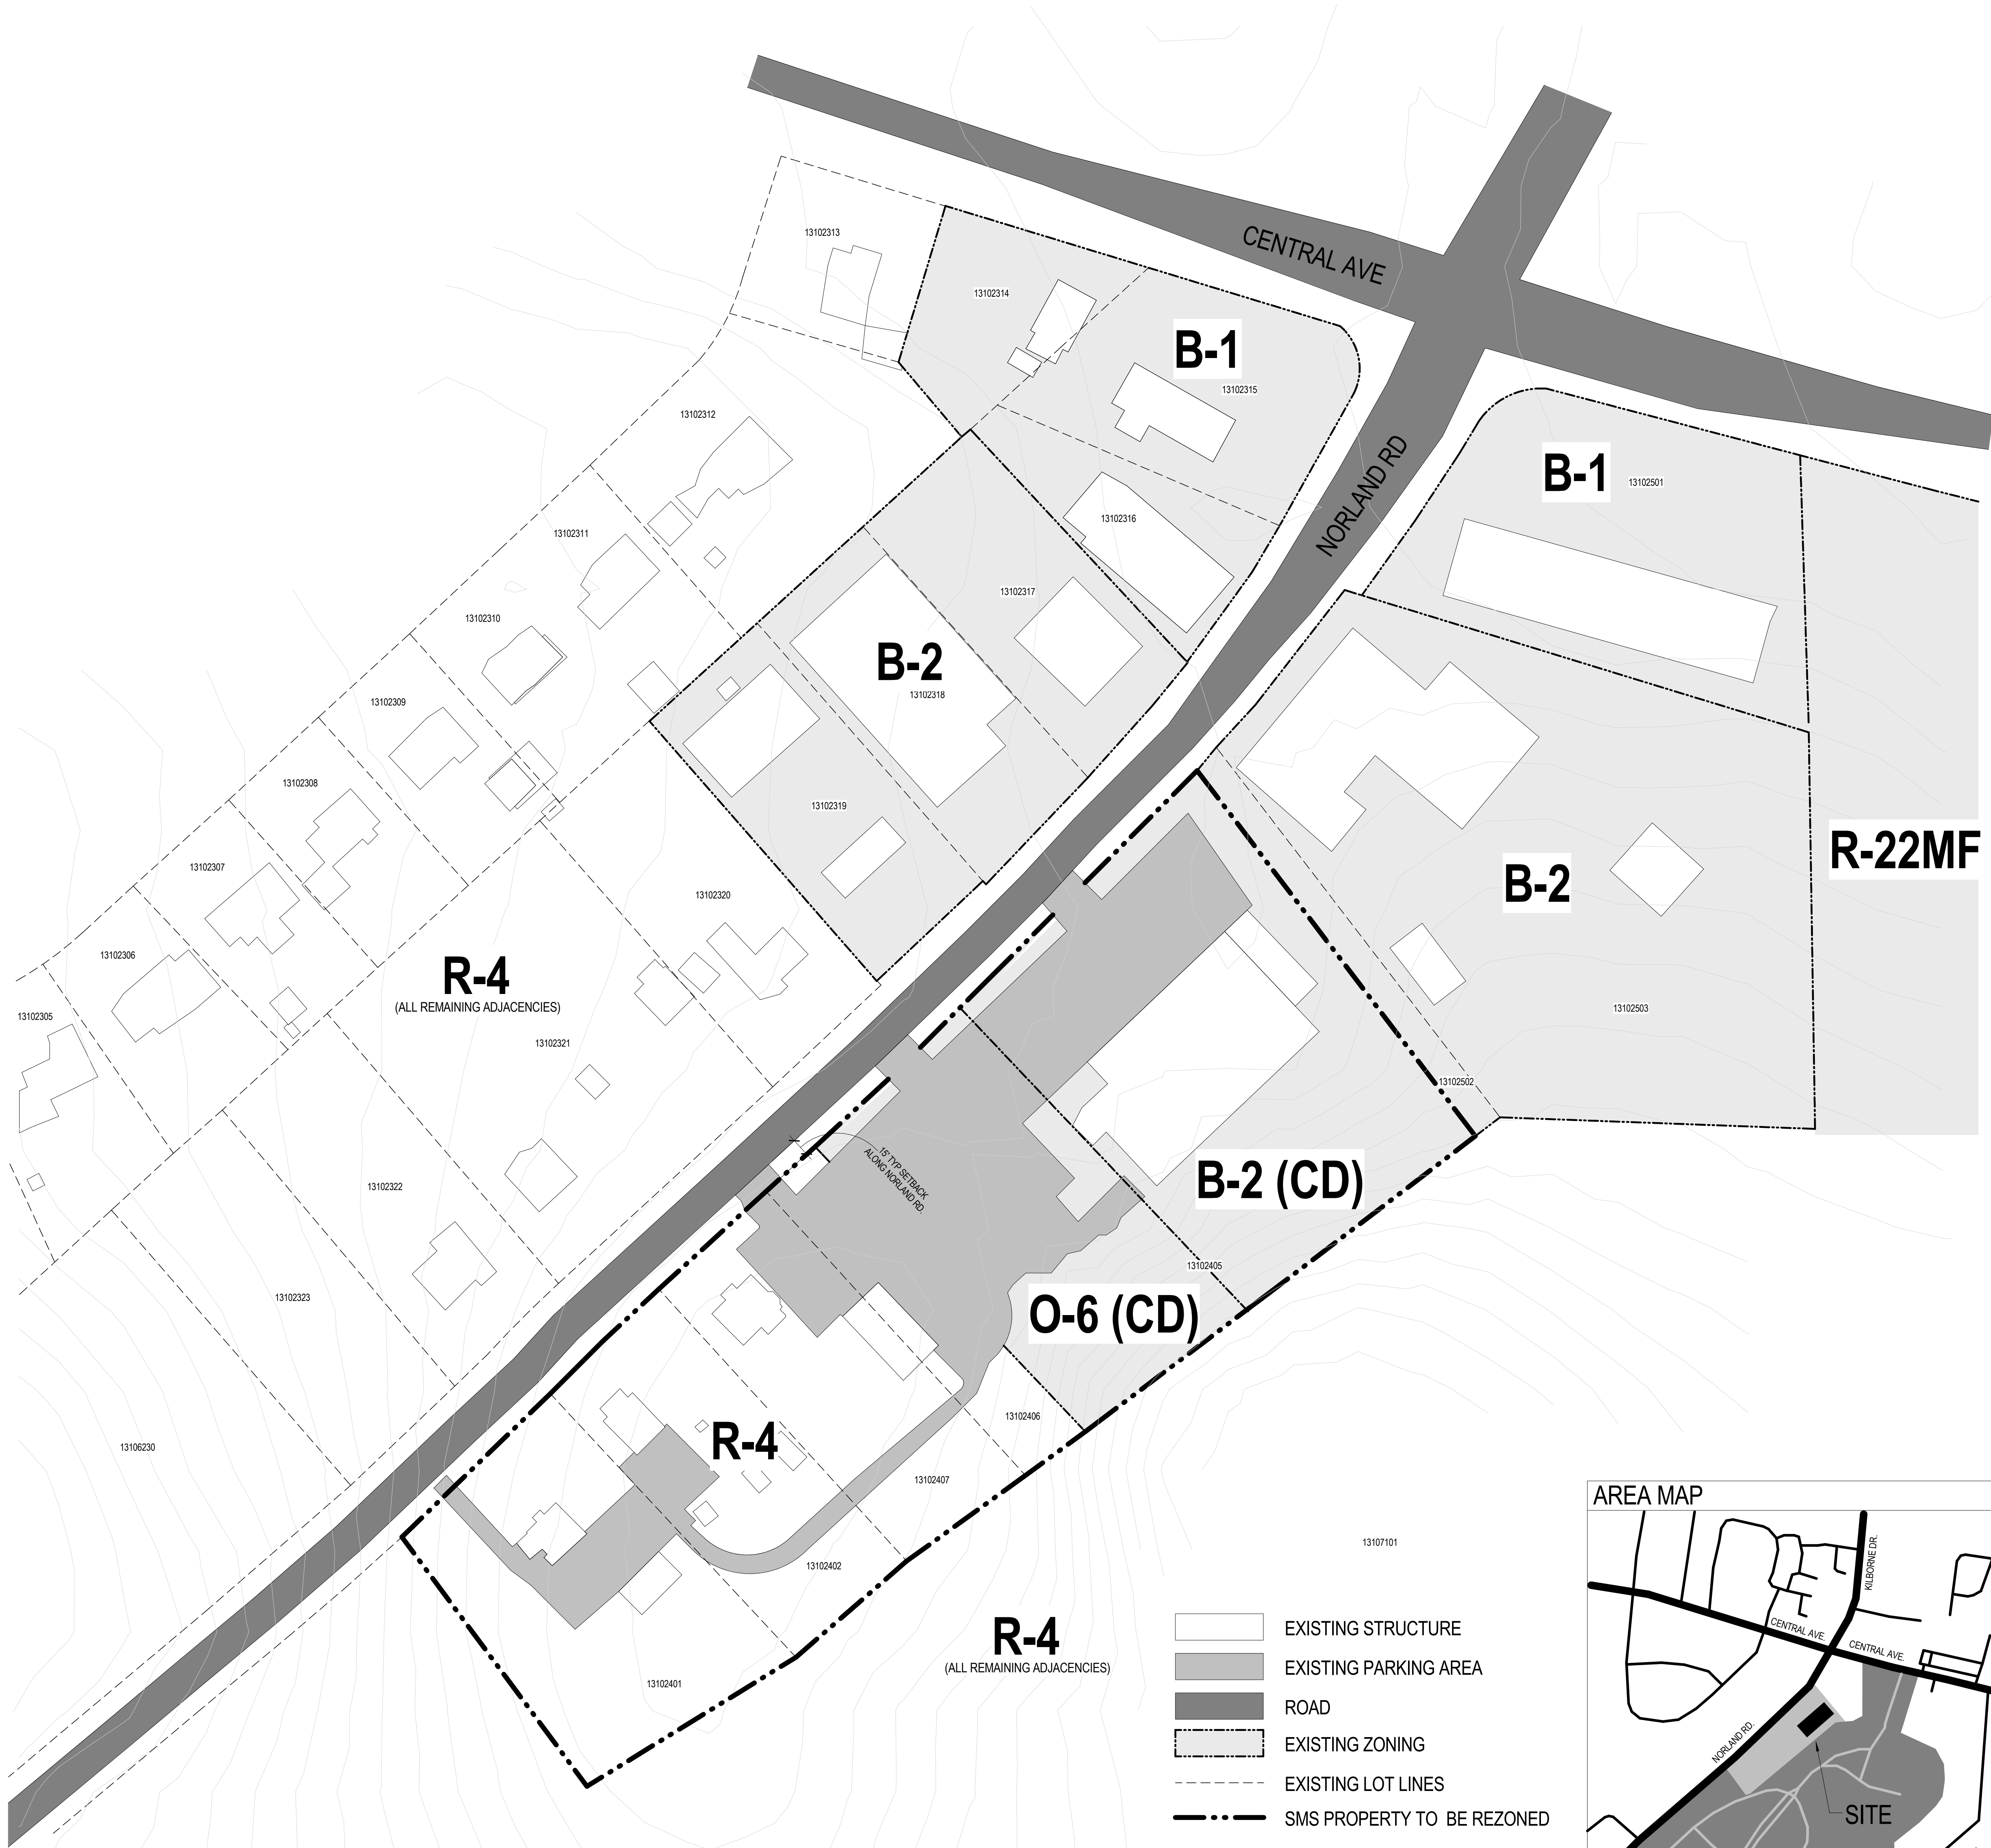 CENTRAL AVE
13102313
13102314
B-1
13102315
13102312
NORLAND RD
B-1
13102501
13102316
13102311
13102317
13102310
B-2
13102318
13102309
13102308
13102319
R-22MF
13102307
B-2
13102320
13102306
R-4
(ALL REMAINING ADJACENCIES)
13102305
13102503
13102321
13102502
15' TYP SETBACK
ALONG NORLAND RD.
13102322
B-2 (CD)
13102405
13102323
O-6 (CD)
13102406
13106230
R-4
13102407
13107101
13102402
R-4
(ALL REMAINING ADJACENCIES)
13102401
EXISTING STRUCTURE
EXISTING PARKING AREA
ROAD
EXISTING ZONING
EXISTING LOT LINES
SMS PROPERTY TO BE REZONED
AREA MAP
KILBORNE DR.
CENTRAL AVE.
CENTRAL AVE.
NORLAND RD.
SITE